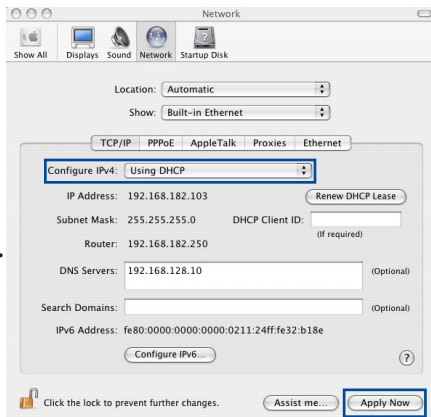 Network
Show All Displays Sound Network Startup Disk
Location: Automatic
Show: Built-in Ethernet
TCP/IP PPPoE AppleTalk Proxies Ethernet
Configure IPv4: Using DHCP
IP Address: 192.168.182.103 Renew DHCP Lease
Subnet Mask: 255.255.255.0 DHCP Client ID:
(If required)
Router: 192.168.182.250
DNS Servers: 192.168.128.10 (Optional)
Search Domains: (Optional)
IPv6 Address: fe80:0000:0000:0000:0211:24ff:fe32:b18e
Configure IPv6... ?
Click the lock to prevent further changes. Assist me... Apply Now